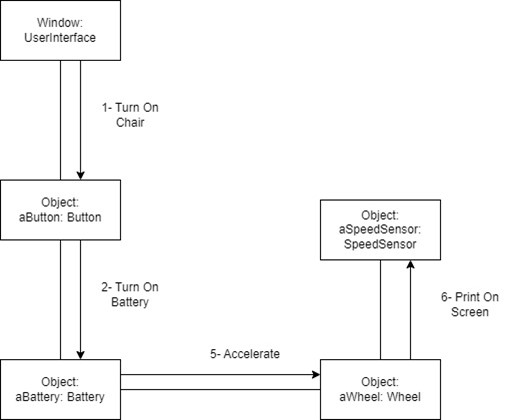 Window:
UserInterface
1- Turn On
Chair
Object:
aButton: Button
Object:
aSpeedSensor:
SpeedSensor
2- Turn On
Battery
6- Print On
Screen
5- Accelerate
Object:
aBattery: Battery
Object:
aWheel: Wheel